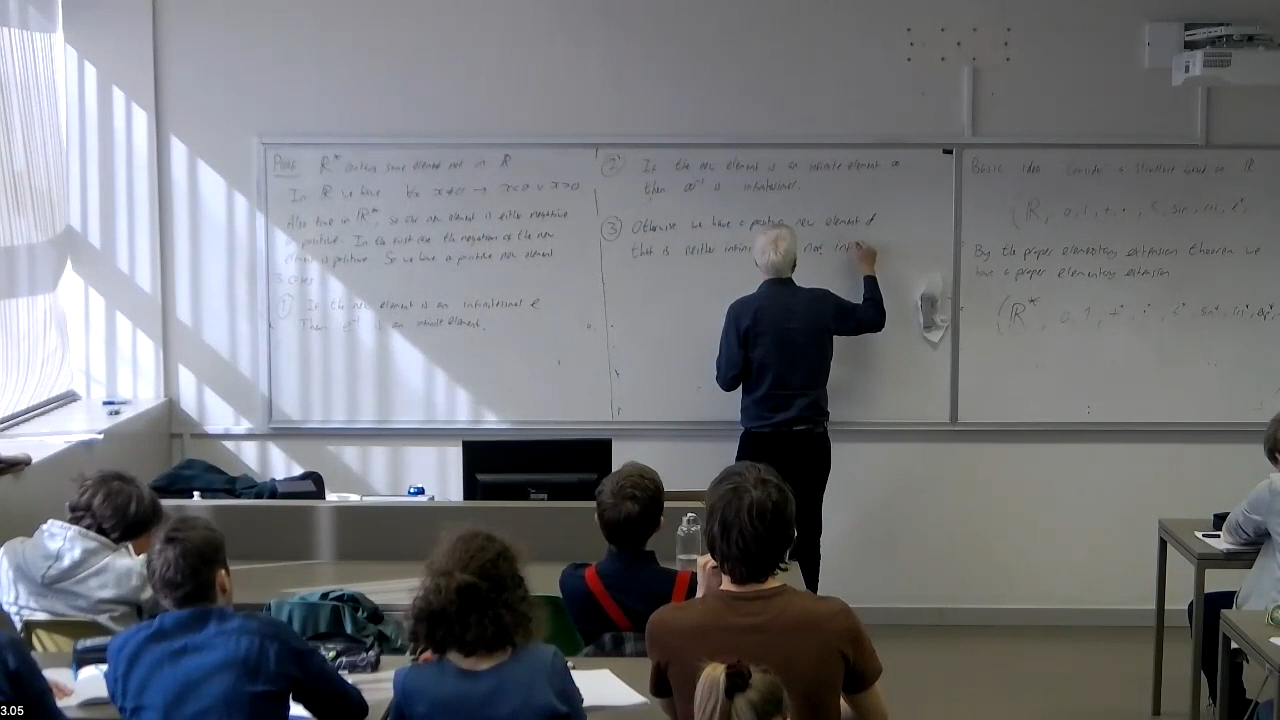 Proof R* contains some element not in R
In R we have ∀x x≠0 → x<0 ∨ x>0
Also true in R*, so our new element is either negative
or positive. In the first case the negation of the new
element is positive. So we have a positive new element
3 cases
① If the new element is an infinitesimal ε
Then ε⁻¹ is an infinite element.
② If the new element is an infinite element ∞
then ∞⁻¹ is infinitesimal.
③ Otherwise we have a positive new element
that is neither nor
Basic idea Consider a structure based on R
(R, 0, 1, +, ·, <, sin,
By the proper elementary extension theorem we
have a proper elementary extension
(R*, 0, 1, +*, ·*, <*, sin*,
3.05